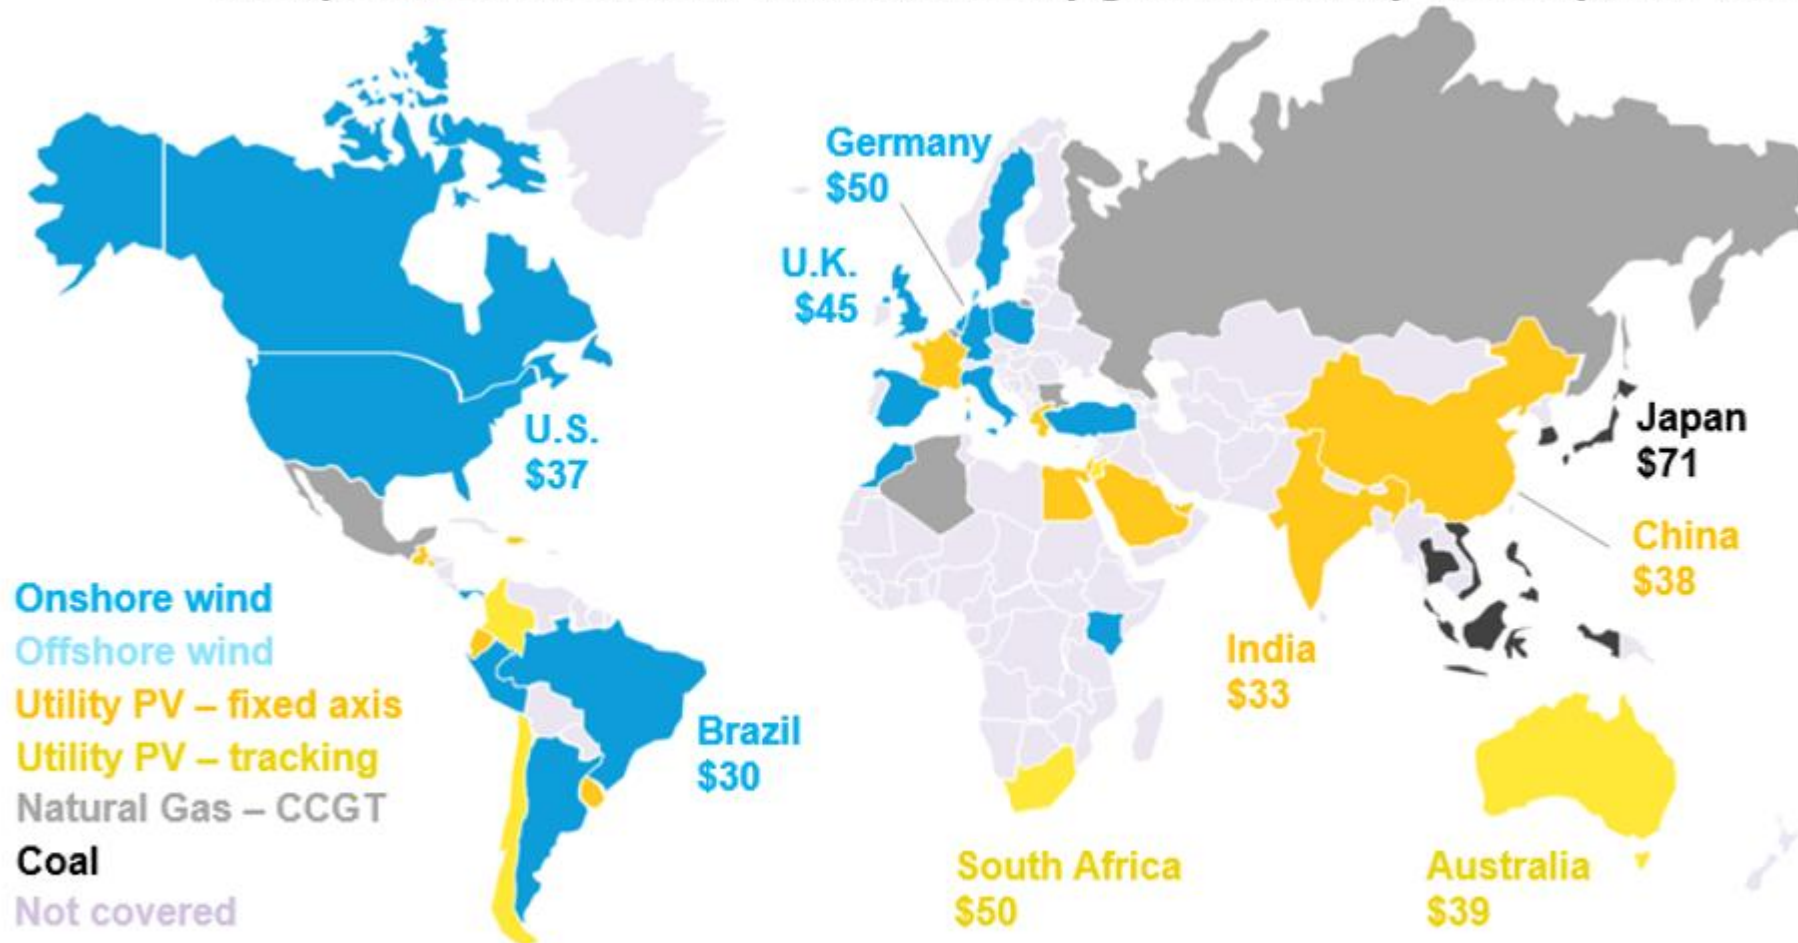 Germany
$50
U.K.
$45
U.S.
$37
Japan
$71
China
$38
Onshore wind
Offshore wind
Utility PV – fixed axis
Utility PV – tracking
Natural Gas – CCGT
Coal
Not covered
India
$33
Brazil
$30
South Africa
$50
Australia
$39